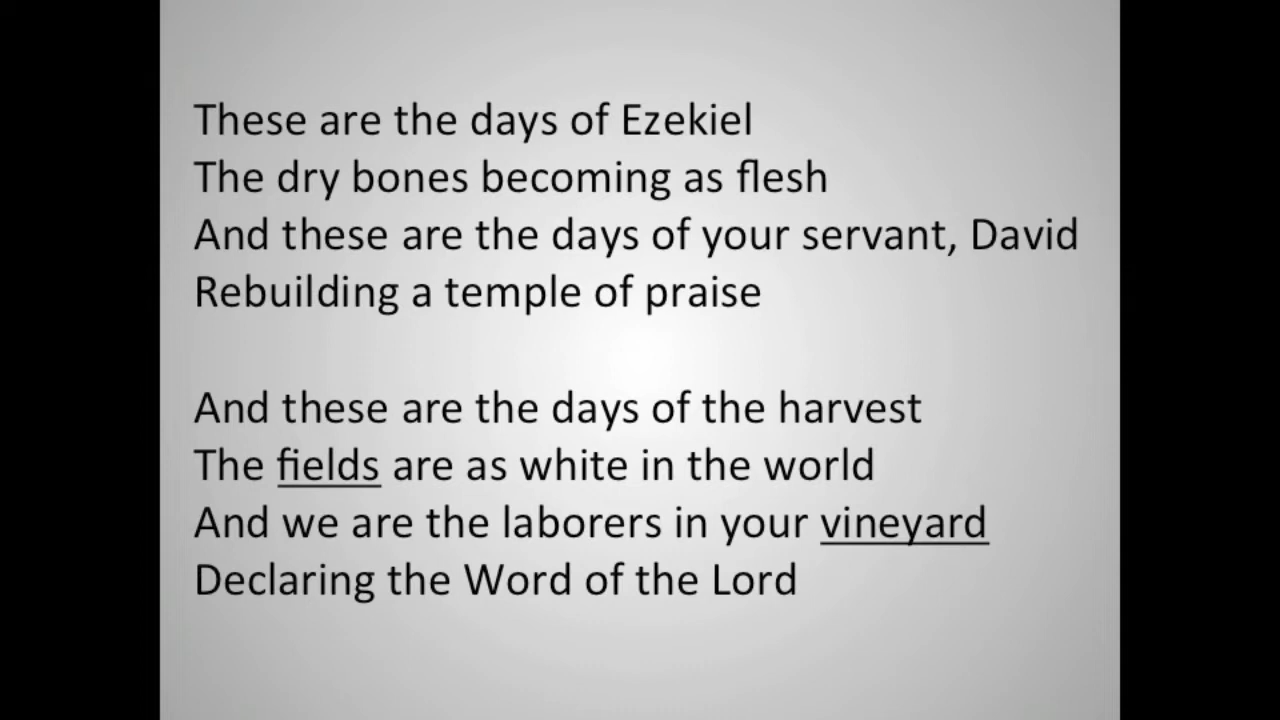 These are the days of Ezekiel
The dry bones becoming as flesh
And these are the days of your servant, David
Rebuilding a temple of praise
And these are the days of the harvest
The fields are as white in the world
And we are the laborers in your vineyard
Declaring the Word of the Lord